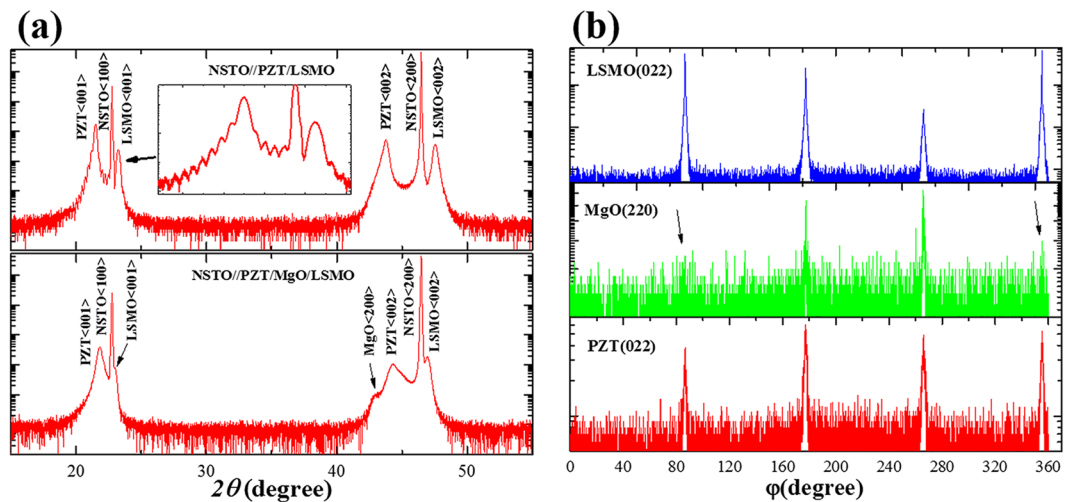 (a)
NSTO//PZT/LSMO
PZT<001>
NSTO<100>
LSMO<001>
PZT<002>
NSTO<200>
LSMO<002>
NSTO//PZT/MgO/LSMO
PZT<001>
NSTO<100>
LSMO<001>
MgO<200>
PZT<002>
NSTO<200>
LSMO<002>
20 30 40 50
2θ (degree)
(b)
LSMO(022)
MgO(220)
PZT(022)
0 40 80 120 160 200 240 280 320 360
φ(degree)